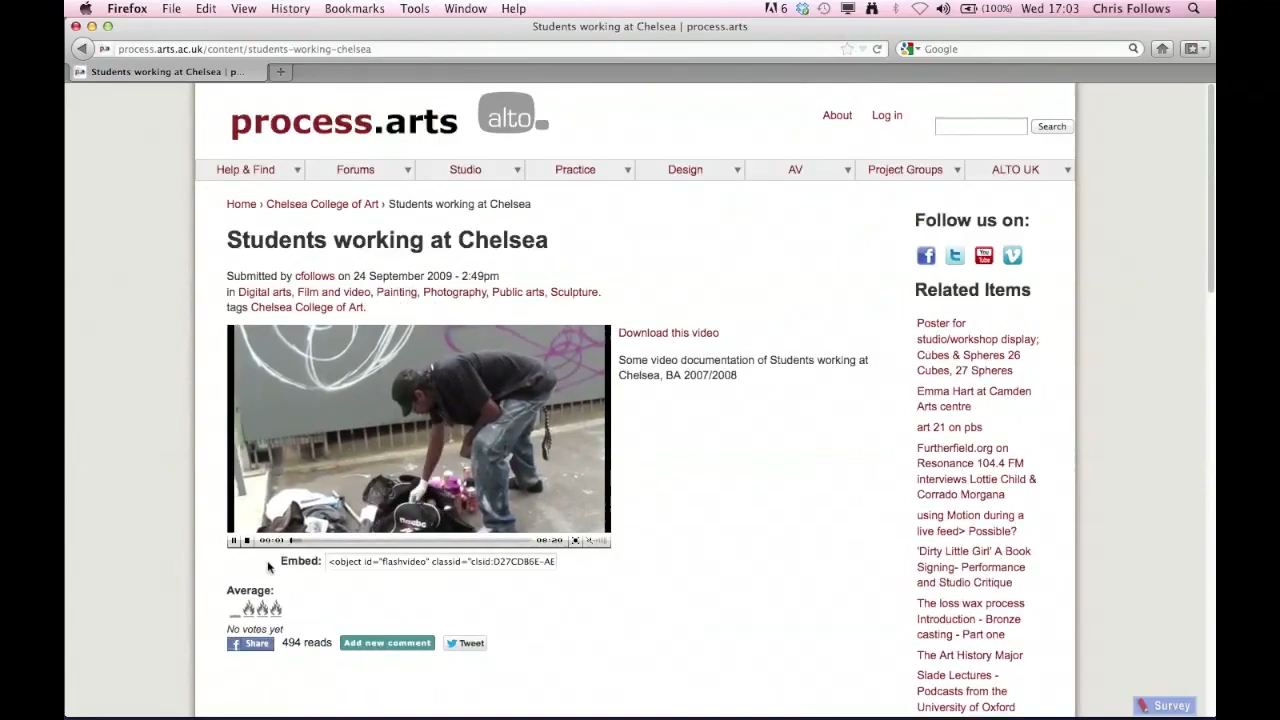 Firefox File Edit View History Bookmarks Tools Window Help 6 (100%) Wed 17:03 Chris Follows
Students working at Chelsea | process.arts
process.arts.ac.uk/content/students-working-chelsea Google
Students working at Chelsea | p...
process.arts alto.
About Log in Search
Help & Find Forums Studio Practice Design AV Project Groups ALTO UK
Home › Chelsea College of Art › Students working at Chelsea
Students working at Chelsea
Submitted by cfollows on 24 September 2009 - 2:49pm
in Digital arts, Film and video, Painting, Photography, Public arts, Sculpture.
tags Chelsea College of Art.
Download this video
Some video documentation of Students working at
Chelsea, BA 2007/2008
00:01 08:20
Embed: <object id="flashvideo" classid="clsid:D27CDB6E-AE
Average:
No votes yet
f Share 494 reads Add new comment Tweet
Follow us on:
f t You Tube v
Related Items
Poster for
studio/workshop display;
Cubes & Spheres 26
Cubes, 27 Spheres
Emma Hart at Camden
Arts centre
art 21 on pbs
Furtherfield.org on
Resonance 104.4 FM
interviews Lottie Child &
Corrado Morgana
using Motion during a
live feed> Possible?
'Dirty Little Girl' A Book
Signing- Performance
and Studio Critique
The loss wax process
Introduction - Bronze
casting - Part one
The Art History Major
Slade Lectures -
Podcasts from the
University of Oxford
Survey